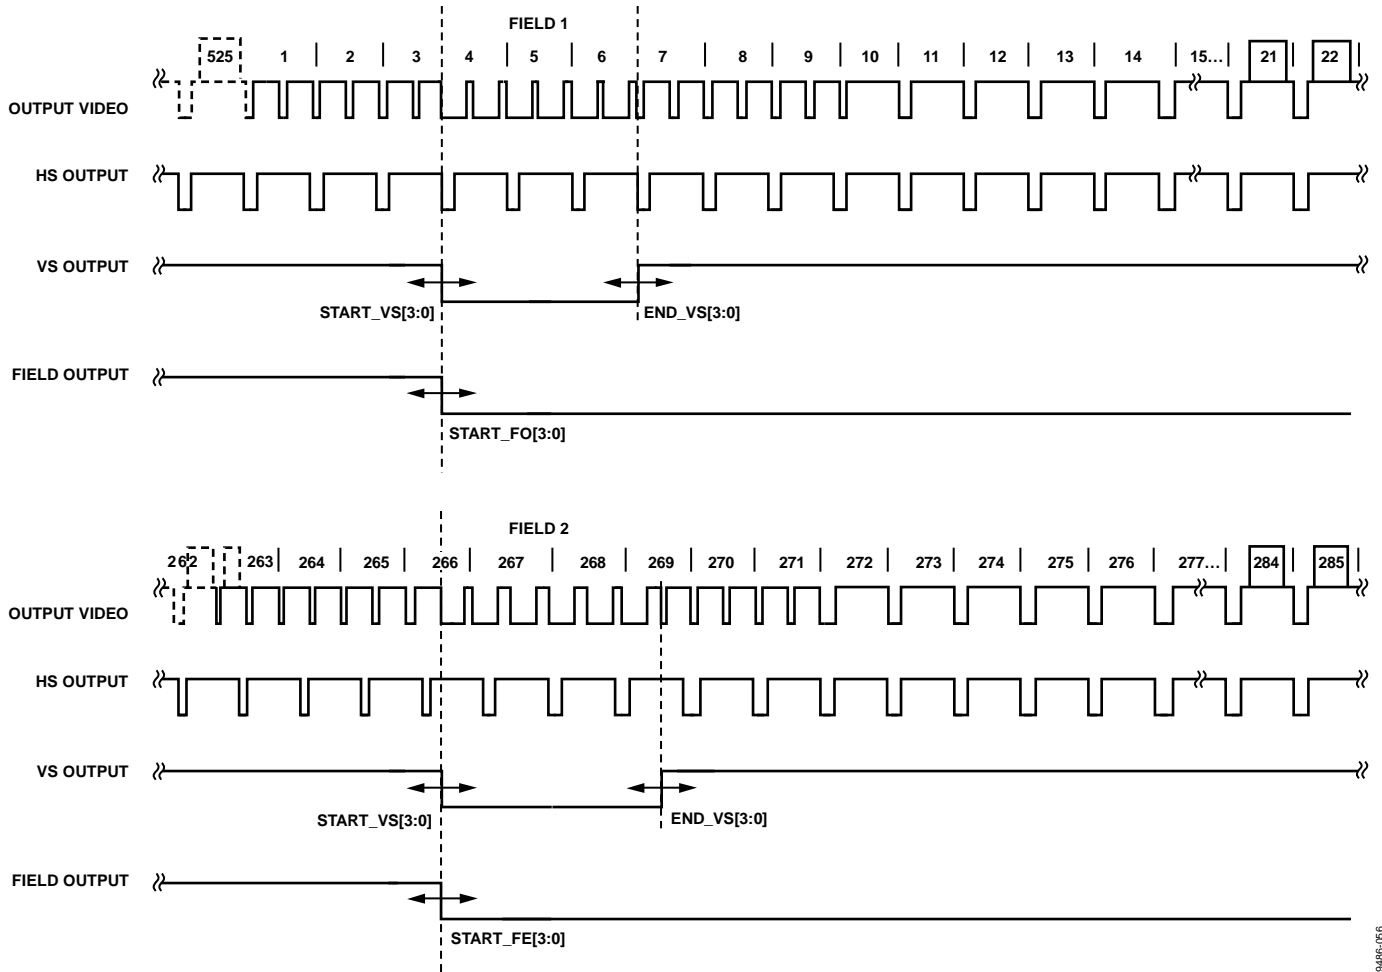 FIELD 1
525 1 2 3 4 5 6 7 8 9 10 11 12 13 14 15... 21 22
OUTPUT VIDEO
HS OUTPUT
VS OUTPUT
START_VS[3:0] END_VS[3:0]
FIELD OUTPUT
START_FO[3:0]
FIELD 2
262 263 264 265 266 267 268 269 270 271 272 273 274 275 276 277... 284 285
OUTPUT VIDEO
HS OUTPUT
VS OUTPUT
START_VS[3:0] END_VS[3:0]
FIELD OUTPUT
START_FE[3:0]
9486-056